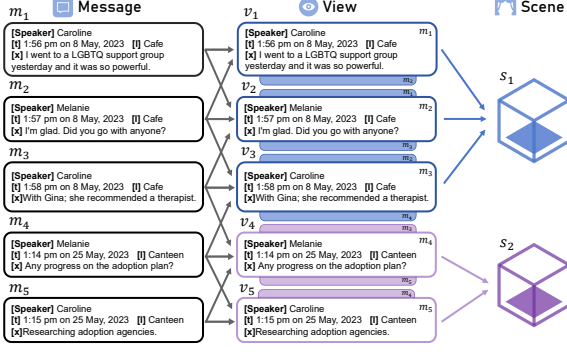 Message
View
Scene
m1
[Speaker] Caroline
[t] 1:56 pm on 8 May, 2023 [l] Cafe
[x] I went to a LGBTQ support group
yesterday and it was so powerful.
m2
[Speaker] Melanie
[t] 1:57 pm on 8 May, 2023 [l] Cafe
[x] I'm glad. Did you go with anyone?
m3
[Speaker] Caroline
[t] 1:58 pm on 8 May, 2023 [l] Cafe
[x]With Gina; she recommended a therapist.
m4
[Speaker] Melanie
[t] 1:14 pm on 25 May, 2023 [l] Canteen
[x] Any progress on the adoption plan?
m5
[Speaker] Caroline
[t] 1:15 pm on 25 May, 2023 [l] Canteen
[x]Researching adoption agencies.
v1
m1
[Speaker] Caroline
[t] 1:56 pm on 8 May, 2023 [l] Cafe
[x] I went to a LGBTQ support group
yesterday and it was so powerful.
m2
v2
m1
m2
[Speaker] Melanie
[t] 1:57 pm on 8 May, 2023 [l] Cafe
[x] I'm glad. Did you go with anyone?
m3
v3
m2
m3
[Speaker] Caroline
[t] 1:58 pm on 8 May, 2023 [l] Cafe
[x]With Gina; she recommended a therapist.
m4
v4
m3
m4
[Speaker] Melanie
[t] 1:14 pm on 25 May, 2023 [l] Canteen
[x] Any progress on the adoption plan?
m5
v5
m4
m5
[Speaker] Caroline
[t] 1:15 pm on 25 May, 2023 [l] Canteen
[x]Researching adoption agencies.
s1
s2